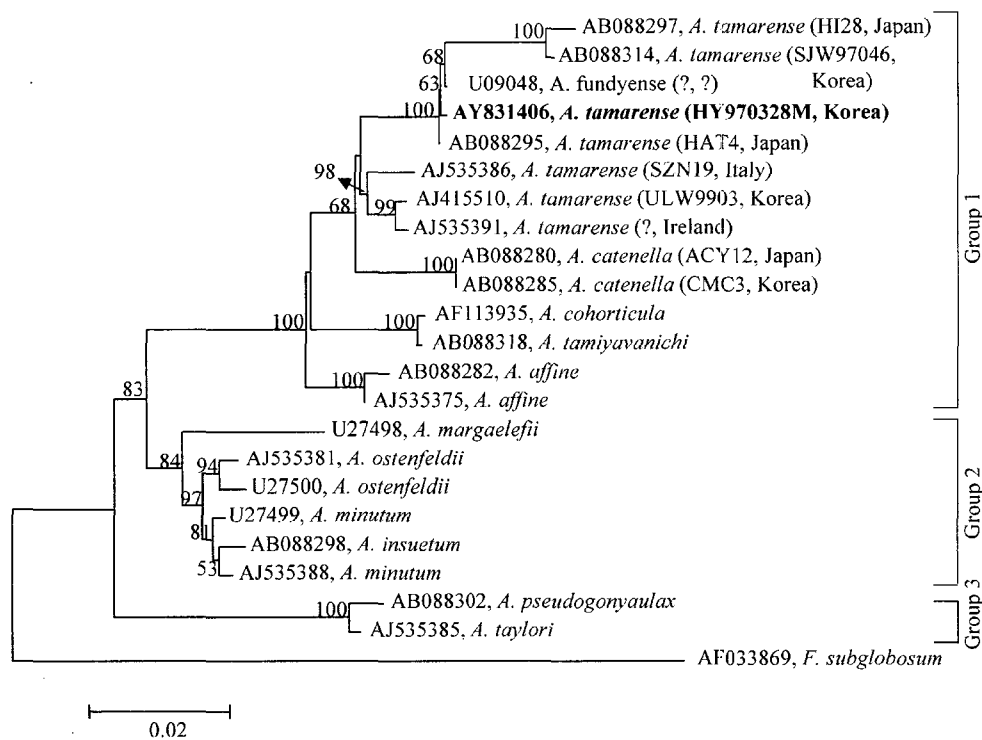 100
AB088297, A. tamarense (HI28, Japan)
68
AB088314, A. tamarense (SJW97046,
Korea)
63
U09048, A. fundyense (?, ?)
100
AY831406, A. tamarense (HY970328M, Korea)
AB088295, A. tamarense (HAT4, Japan)
98
AJ535386, A. tamarense (SZN19, Italy)
68
99
AJ415510, A. tamarense (ULW9903, Korea)
AJ535391, A. tamarense (?, Ireland)
100
AB088280, A. catenella (ACY12, Japan)
AB088285, A. catenella (CMC3, Korea)
100
100
AF113935, A. cohorticula
AB088318, A. tamiyavanichi
100
AB088282, A. affine
AJ535375, A. affine
Group 1
83
U27498, A. margaelefii
84
94
AJ535381, A. ostenfeldii
97
U27500, A. ostenfeldii
U27499, A. minutum
8
AB088298, A. insuetum
53
AJ535388, A. minutum
Group 2
100
AB088302, A. pseudogonyaulax
AJ535385, A. taylori
Group 3
AF033869, F. subglobosum
0.02